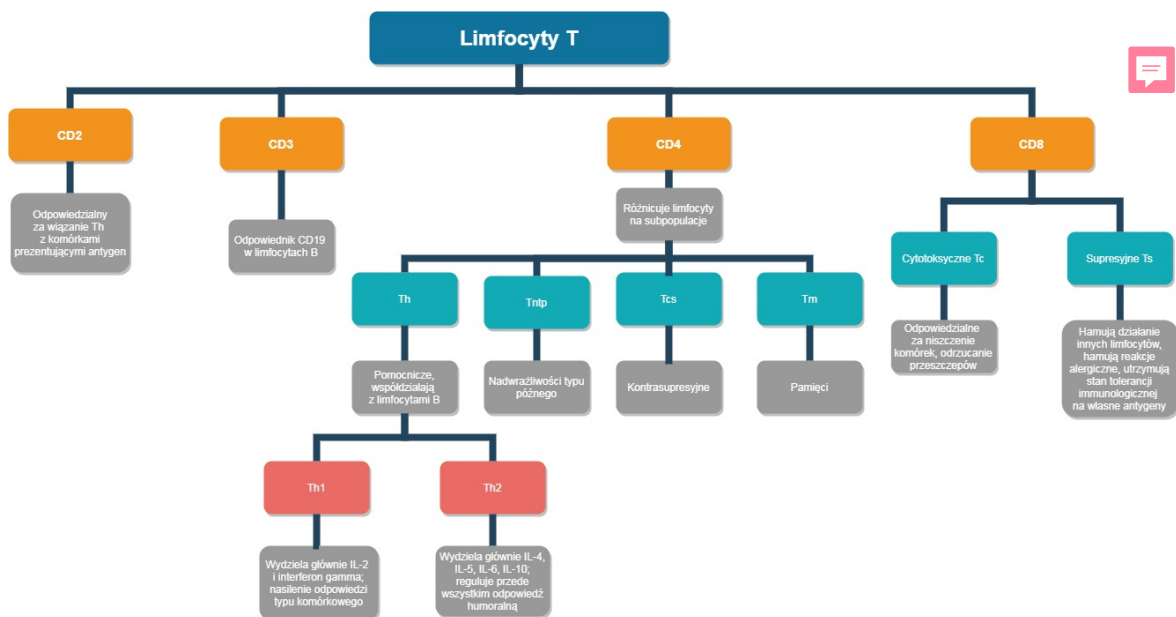 Limfocyty T
CD2
CD3
CD4
CD8
Odpowiedzialny
za wiązanie Th
z komórkami
prezentującymi antygen
Odpowiednik CD19
w limfocytach B
Różnicuje limfocyty
na subpopulacje
Cytotoksyczne Tc
Supresyjne Ts
Th
Tntp
Tcs
Tm
Odpowiedzialne
za niszczenie
komórek, odrzucanie
przeszczepów
Hamują działanie
innych limfocytów,
hamują reakcje
alergiczne, utrzymują
stan tolerancji
immunologicznej
na własne antygeny
Pomocnicze,
współdziałają
z limfocytami B
Nadwrażliwości typu
późnego
Kontrasupresyjne
Pamięci
Th1
Th2
Wydziela głównie IL-2
i interferon gamma;
nasilenie odpowiedzi
typu komórkowego
Wydziela głównie IL-4,
IL-5, IL-6, IL-10;
reguluje przede
wszystkim odpowiedź
humoralną